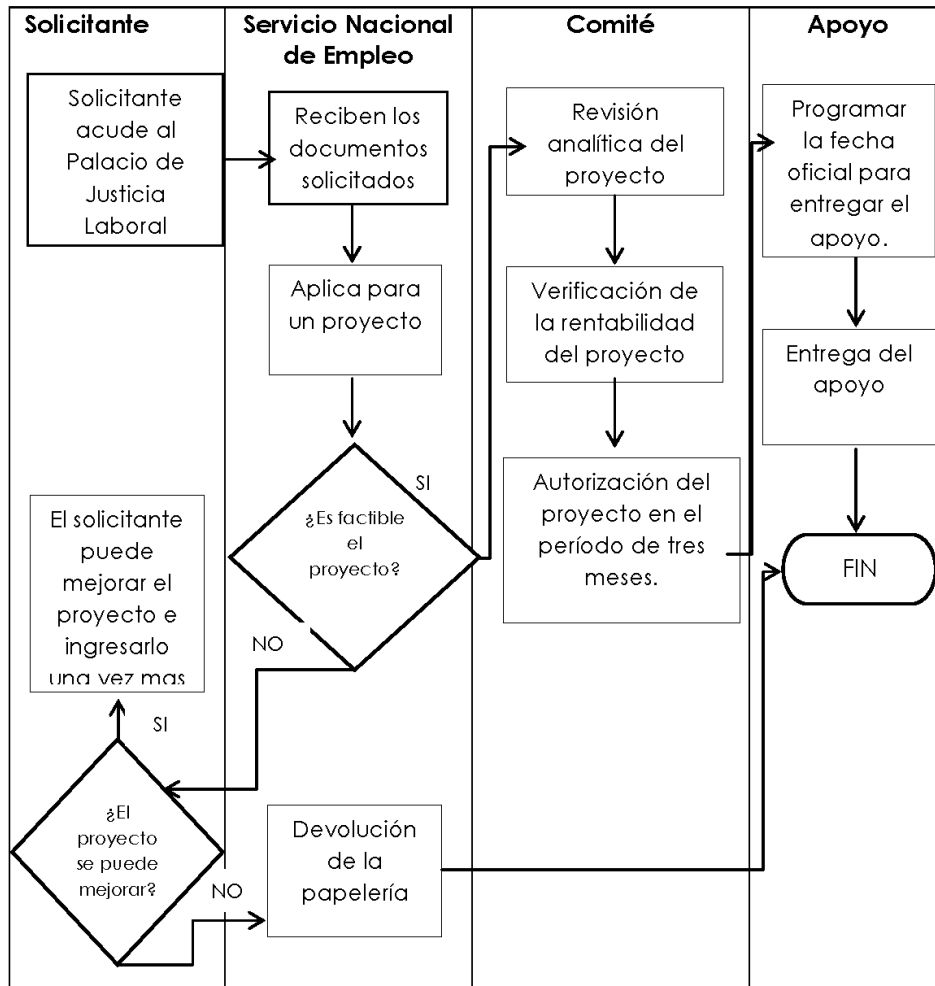 Solicitante
Servicio Nacional
de Empleo
Comité
Apoyo
Solicitante
acude al
Palacio de
Justicia
Laboral
Reciben los
documentos
solicitados
Revisión
analítica del
proyecto
Programar
la fecha
oficial para
entregar el
apoyo.
Aplica para
un proyecto
Verificación de
la rentabilidad
del proyecto
Entrega del
apoyo
SI
¿Es factible
el
proyecto?
NO
Autorización del
proyecto en el
período de tres
meses.
FIN
El solicitante
puede
mejorar el
proyecto e
ingresarlo
una vez mas
SI
¿El
proyecto
se puede
mejorar?
NO
Devolución
de la
papelería